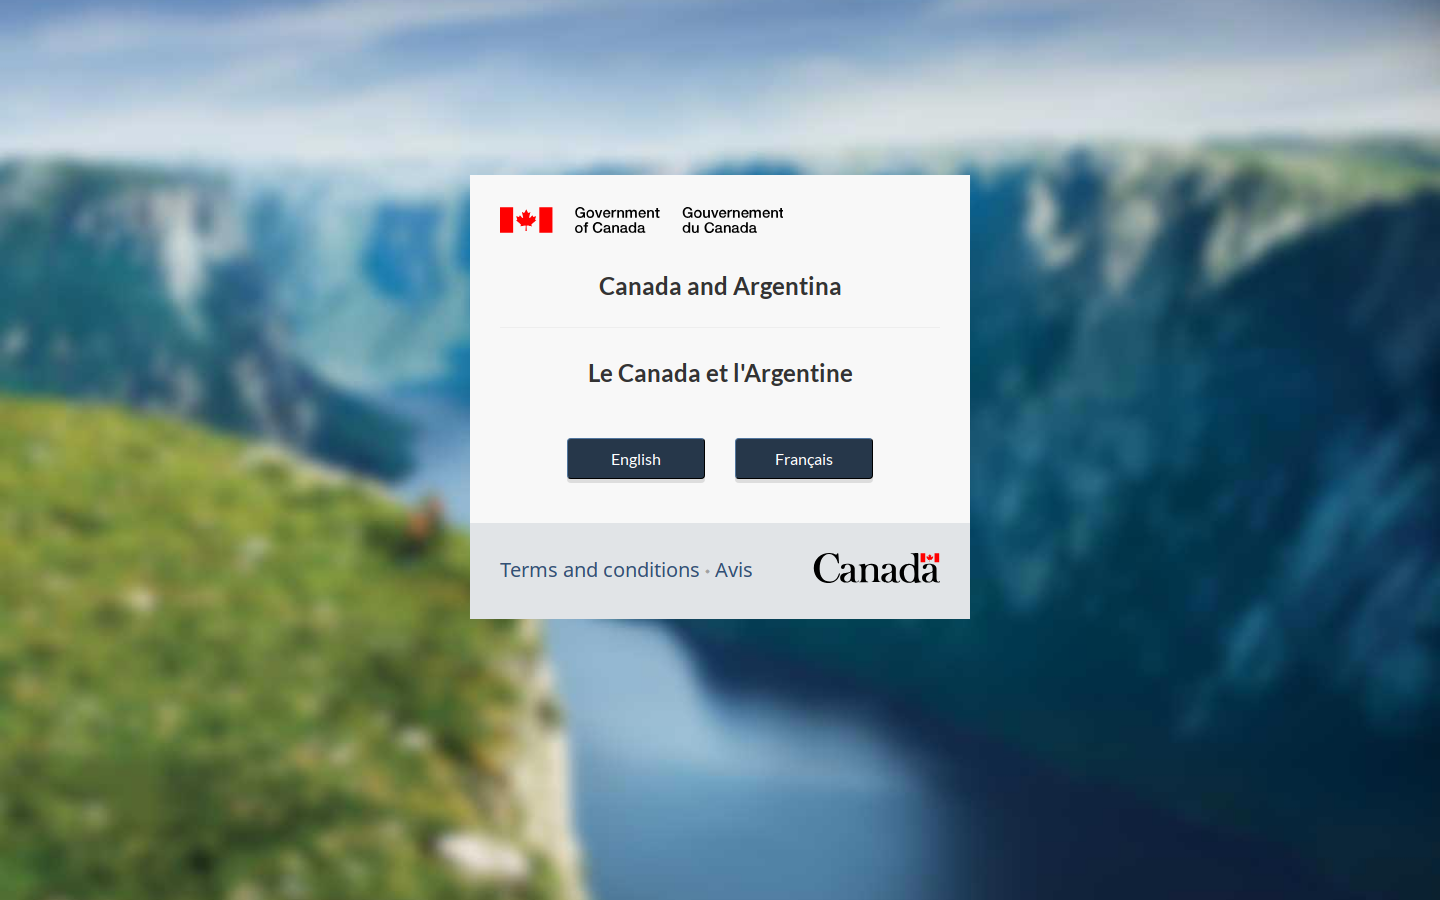 Government
of Canada
Gouvernement
du Canada
Canada and Argentina
Le Canada et l'Argentine
English
Français
Terms and conditions • Avis
Canada